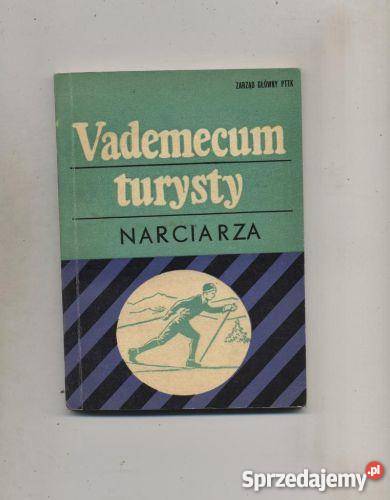 ZARZĄD GŁÓWNY PTTK
Vademecum
turysty
NARCIARZA
Sprzedajemy.pl